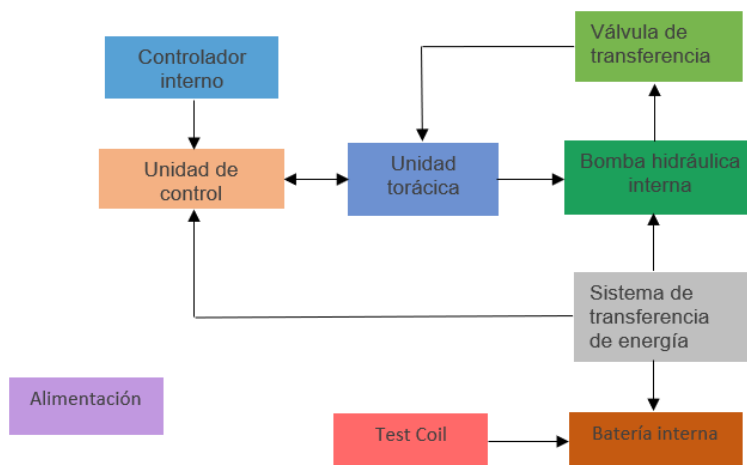 Válvula de
transferencia
Controlador
interno
Unidad de
control
Unidad
torácica
Bomba hidráulica
interna
Sistema de
transferencia
de energía
Alimentación
Test Coil
Batería interna